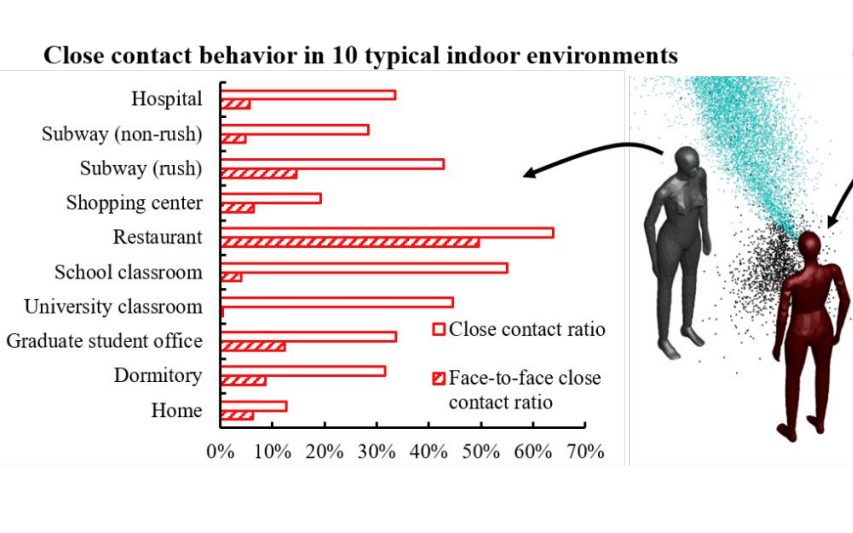 Close contact behavior in 10 typical indoor environments
Hospital
Subway (non-rush)
Subway (rush)
Shopping center
Restaurant
School classroom
University classroom
Graduate student office
Dormitory
Home
Close contact ratio
Face-to-face close
contact ratio
0% 10% 20% 30% 40% 50% 60% 70%